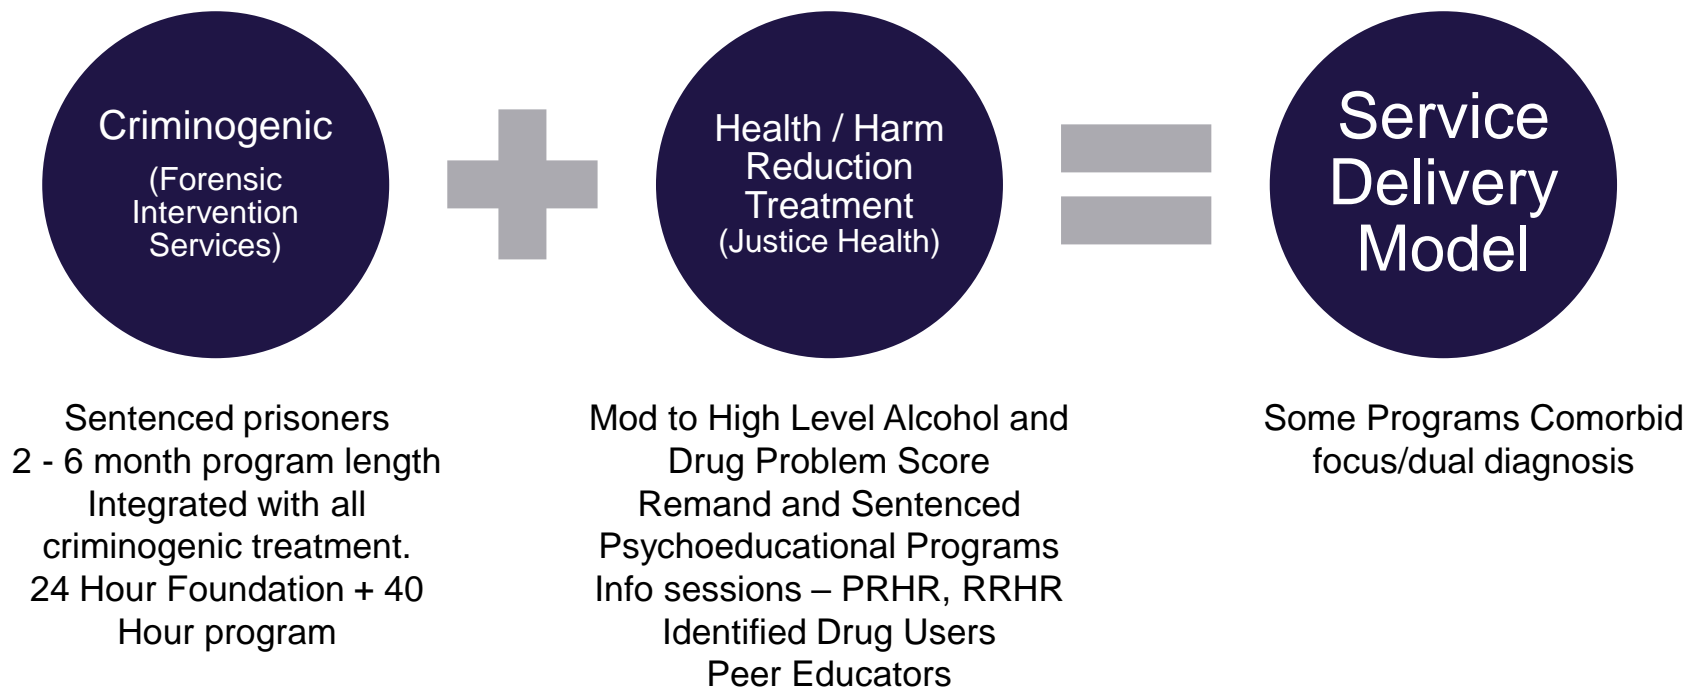 Criminogenic
(Forensic
Intervention
Services)
Health / Harm
Reduction
Treatment
(Justice Health)
Service
Delivery
Model
Sentenced prisoners
2 - 6 month program length
Integrated with all
criminogenic treatment.
24 Hour Foundation + 40
Hour program
Mod to High Level Alcohol and
Drug Problem Score
Remand and Sentenced
Psychoeducational Programs
Info sessions – PRHR, RRHR
Identified Drug Users
Peer Educators
Some Programs Comorbid
focus/dual diagnosis